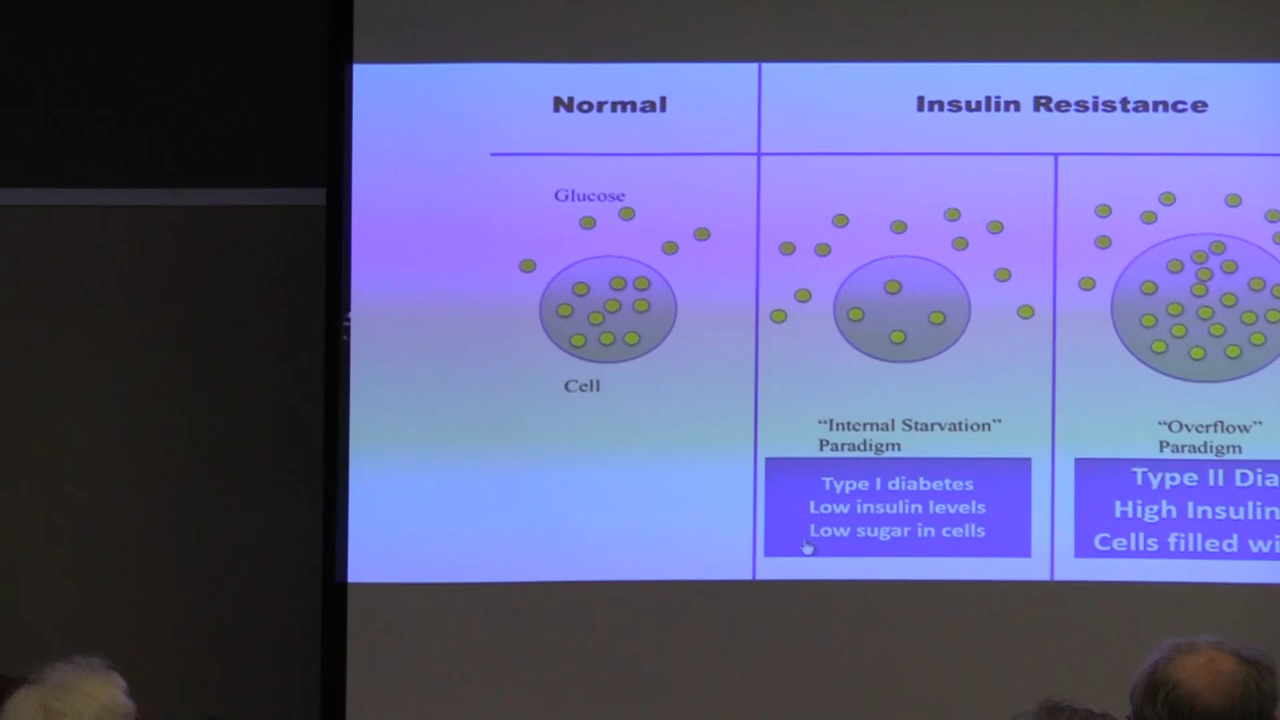 Normal
Insulin Resistance
Glucose
Cell
“Internal Starvation”
Paradigm
“Overflow”
Paradigm
Type I diabetes
Low insulin levels
Low sugar in cells
Type II Dia
High Insulin
Cells filled wi